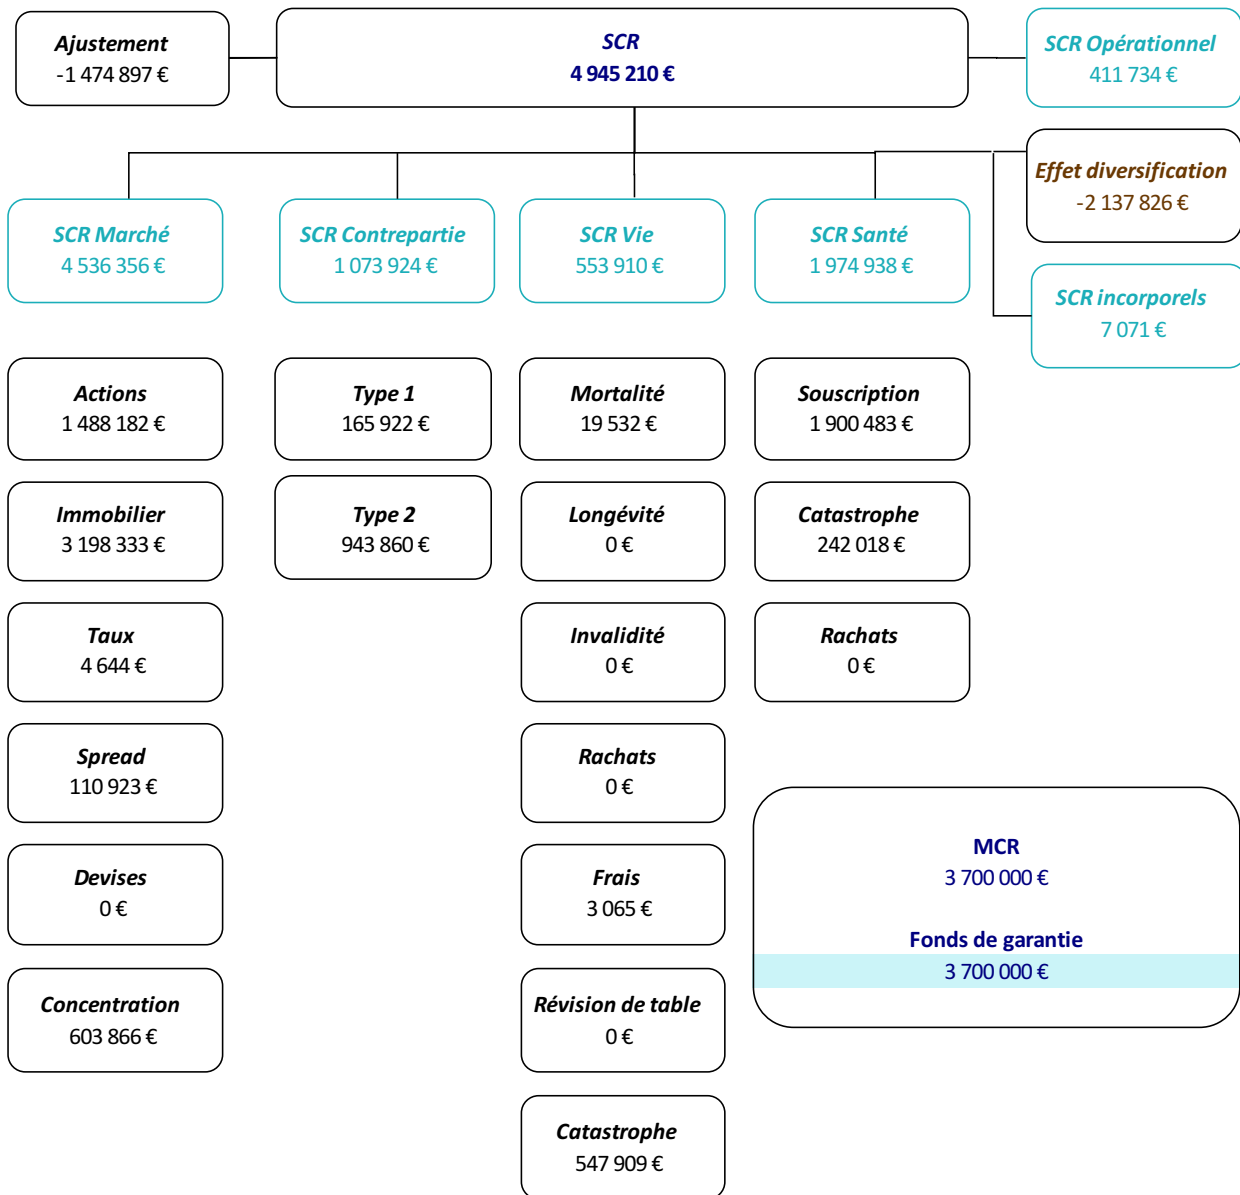 Ajustement
-1 474 897 €
SCR
4 945 210 €
SCR Opérationnel
411 734 €
Effet diversification
-2 137 826 €
SCR Marché
4 536 356 €
SCR Contrepartie
1 073 924 €
SCR Vie
553 910 €
SCR Santé
1 974 938 €
SCR incorporels
7 071 €
Actions
1 488 182 €
Type 1
165 922 €
Mortalité
19 532 €
Souscription
1 900 483 €
Immobilier
3 198 333 €
Type 2
943 860 €
Longévité
0 €
Catastrophe
242 018 €
Taux
4 644 €
Invalidité
0 €
Rachats
0 €
Spread
110 923 €
Rachats
0 €
MCR
3 700 000 €
Fonds de garantie
3 700 000 €
Devises
0 €
Frais
3 065 €
Concentration
603 866 €
Révision de table
0 €
Catastrophe
547 909 €